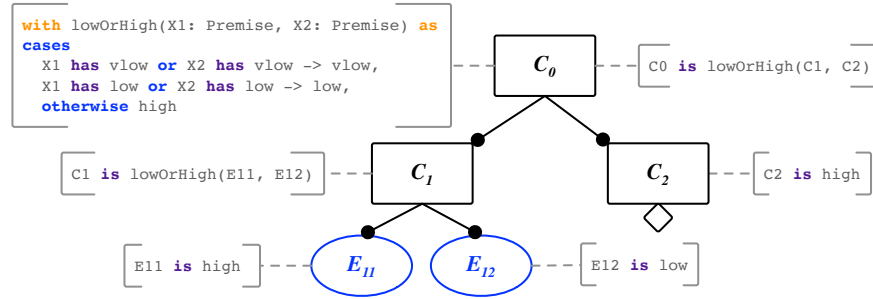 with lowOrHigh(X1: Premise, X2: Premise) as
cases
X1 has vlow or X2 has vlow -> vlow,
X1 has low or X2 has low -> low,
otherwise high
C0
C0 is lowOrHigh(C1, C2)
C1 is lowOrHigh(E11, E12)
C1
C2
C2 is high
E11 is high
E11
E12
E12 is low